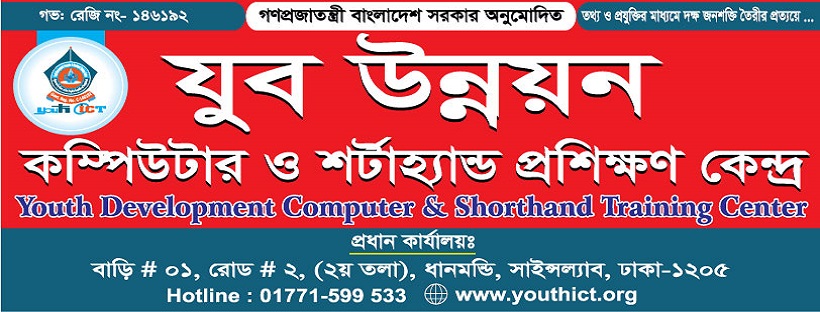 গভ: রেজি নং- ১৪৬১৯২
গণপ্রজাতন্ত্রী বাংলাদেশ সরকার অনুমোদিত
তথ্য ও প্রযুক্তির মাধ্যমে দক্ষ জনশক্তি তৈরীর প্রত্যয়ে ...
youth ICT
যুব উন্নয়ন
কম্পিউটার ও শর্টাহ্যান্ড প্রশিক্ষণ কেন্দ্র
Youth Development Computer & Shorthand Training Center
প্রধান কার্যালয়ঃ
বাড়ি # ০১, রোড # ২, (২য় তলা), ধানমন্ডি, সাইন্সল্যাব, ঢাকা-১২০৫
Hotline : 01771-599 533 www.youthict.org